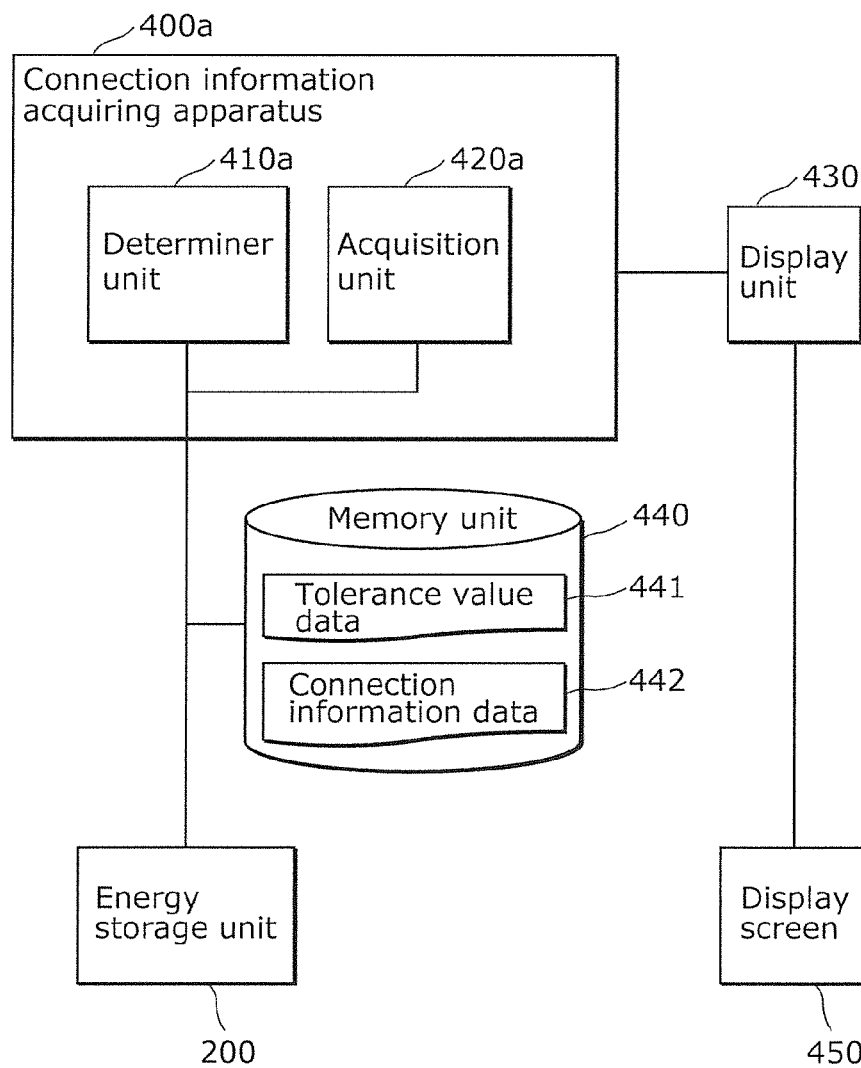 400a
Connection information
acquiring apparatus
410a
420a
430
Determiner
unit
Acquisition
unit
Display
unit
Memory unit
440
Tolerance value
data
441
Connection
information data
442
Energy
storage unit
Display
screen
200
450